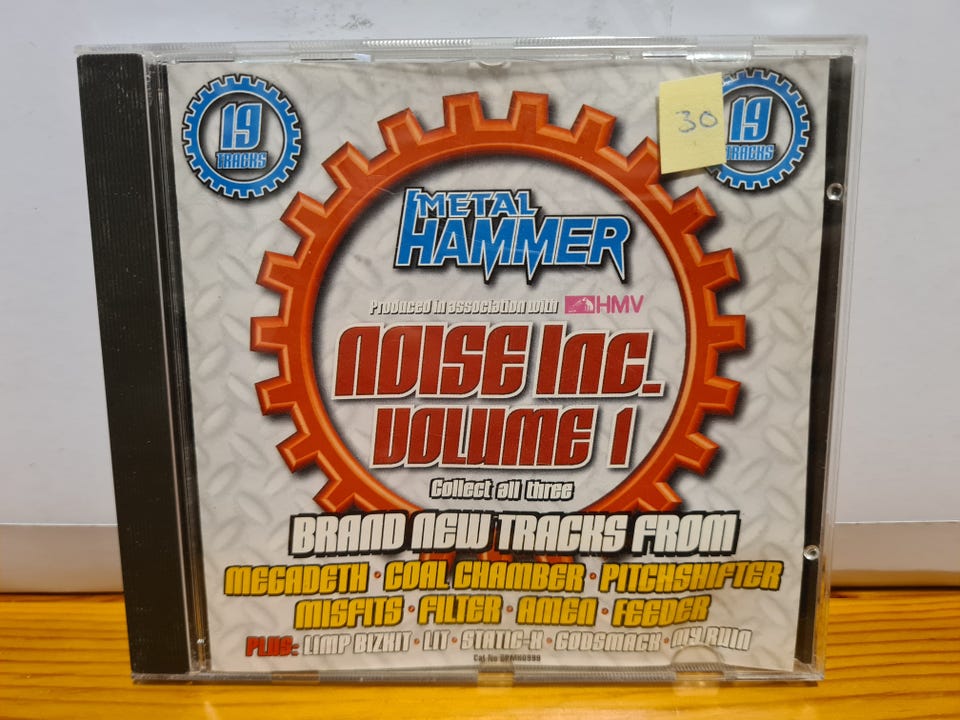 19 TRACKS
30
19 TRACKS
METAL
HAMMER
Produced in association with HMV
NOISE INC.
VOLUME 1
Collect all three
BRAND NEW TRACKS FROM
MEGADETH · COAL CHAMBER · PITCHSHIFTER
MISFITS · FILTER · AMEN · FEEDER
PLUS: LIMP BIZKIT · LIT · STATIC-X · GODSMACK · MY RUIN
Cat No